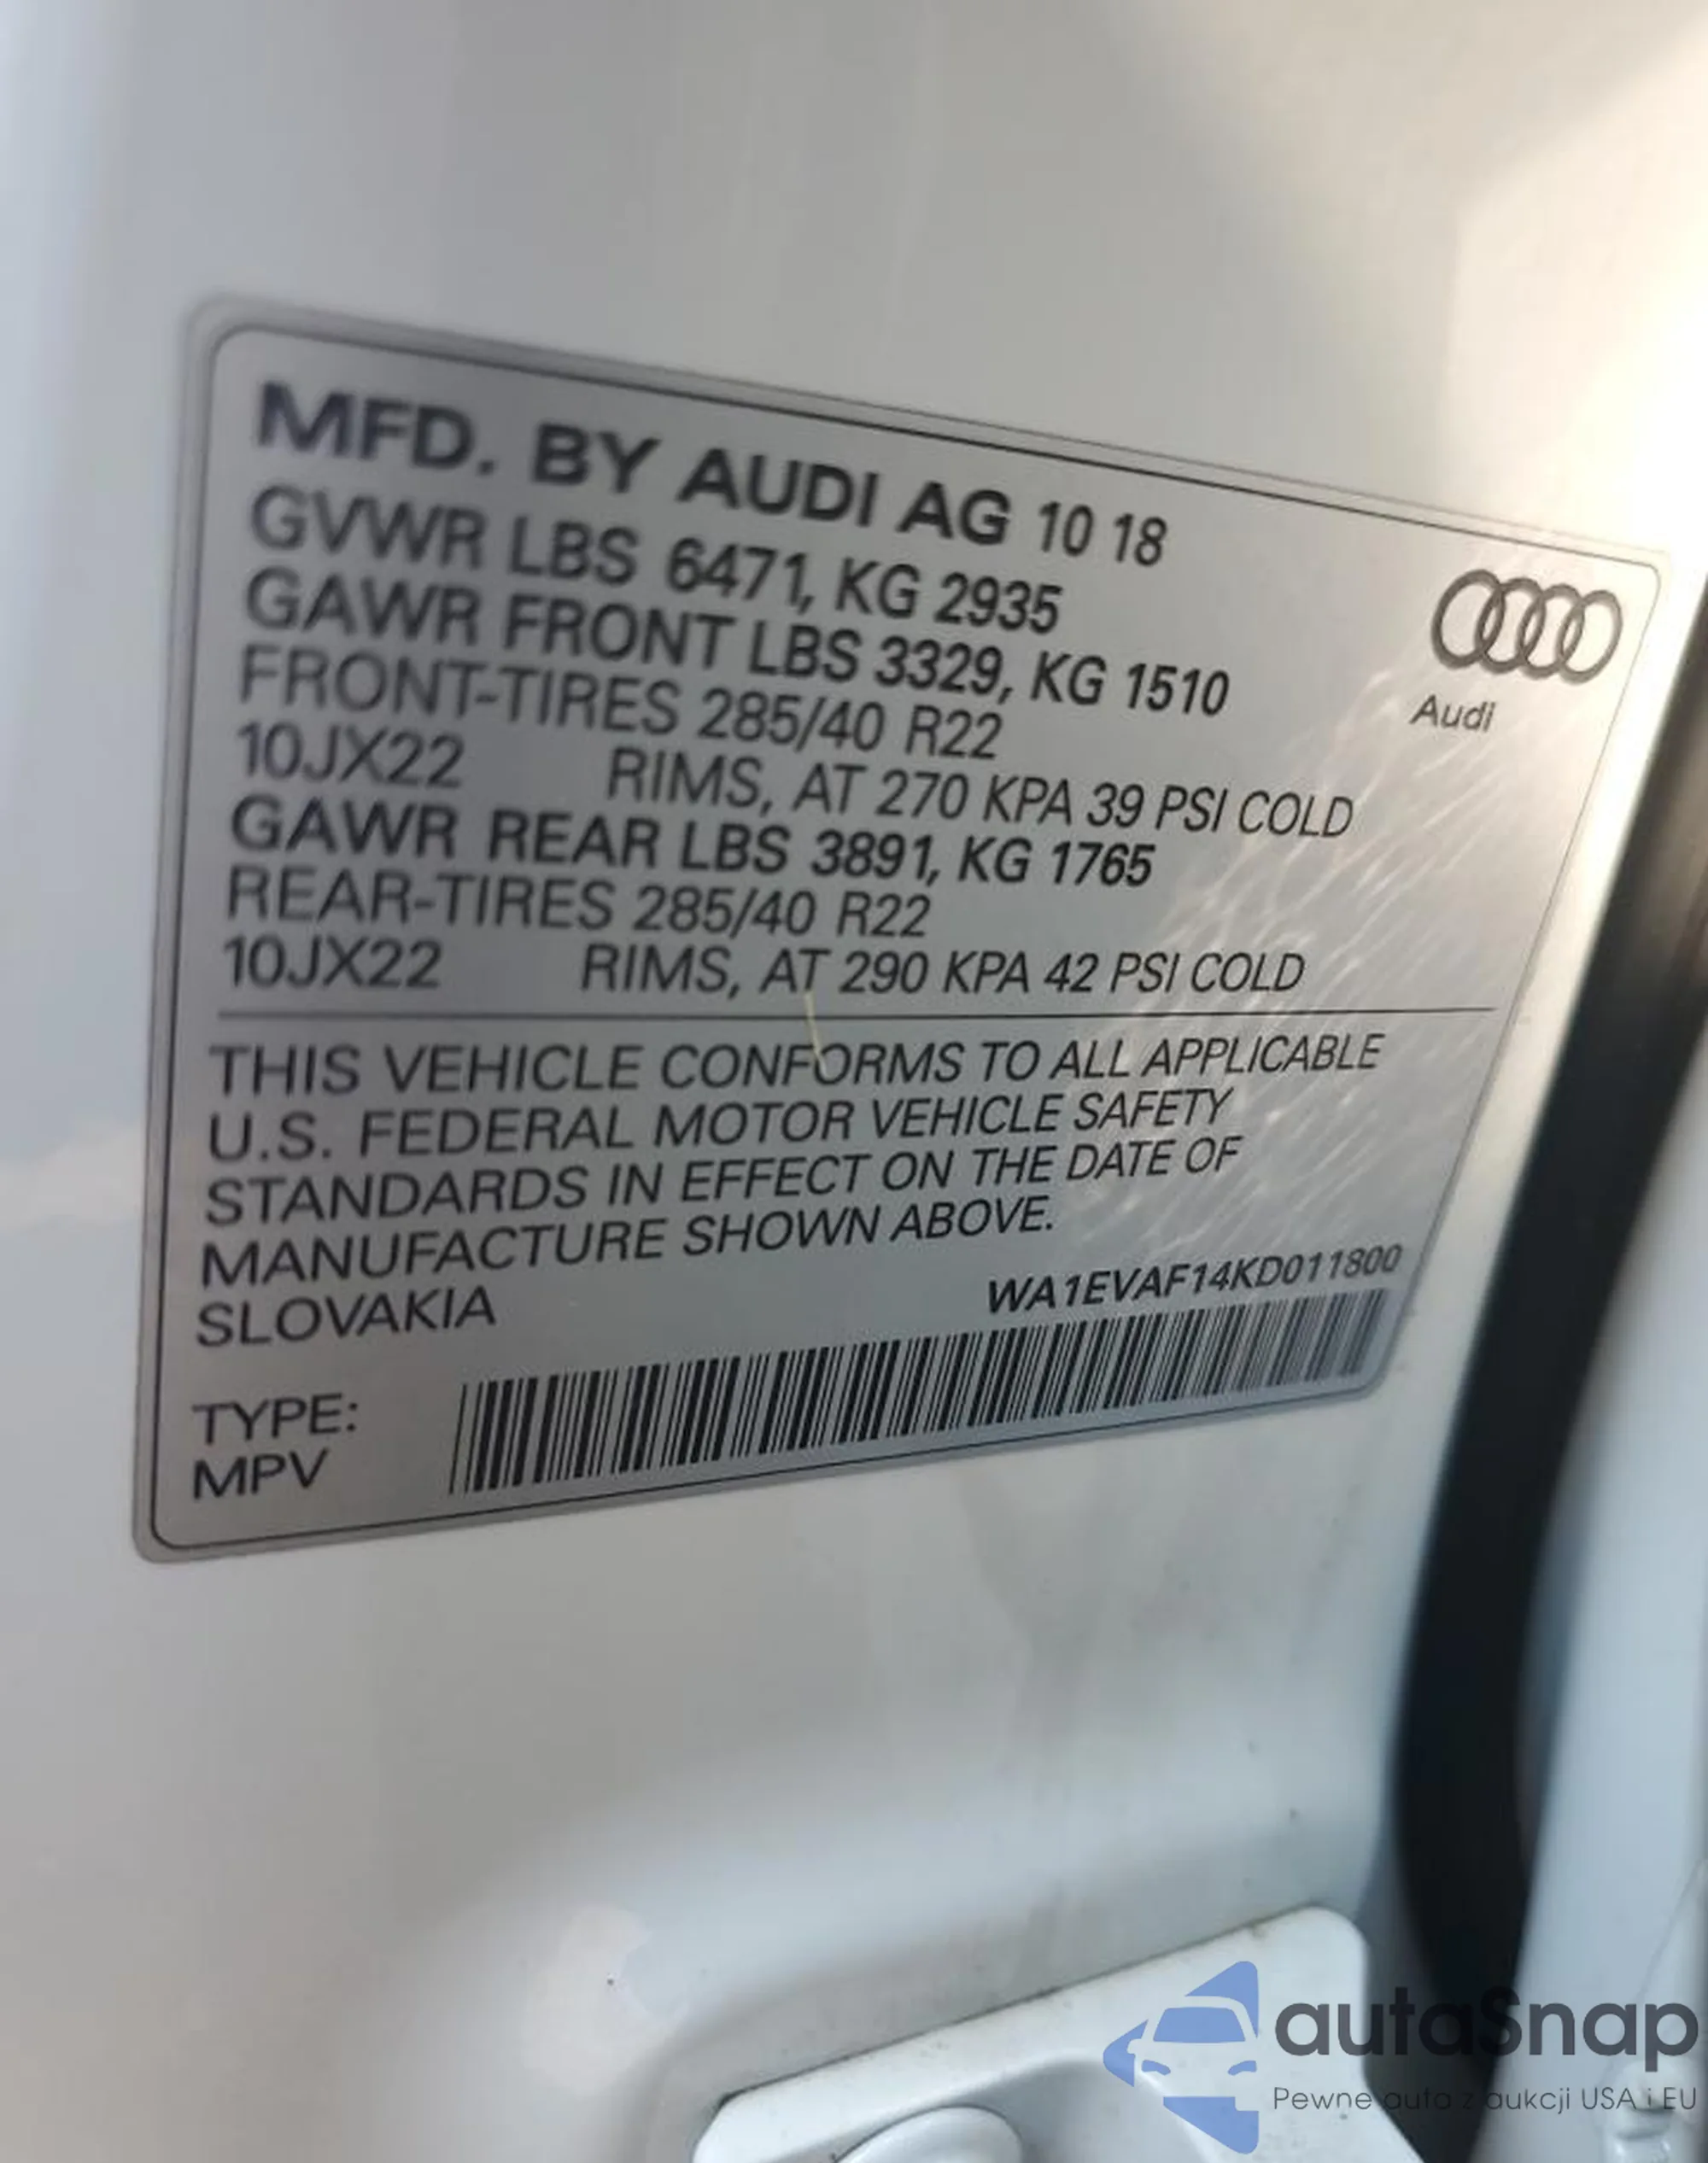 MFD. BY AUDI AG 10 18
GVWR LBS 6471, KG 2935
GAWR FRONT LBS 3329, KG 1510
FRONT-TIRES 285/40 R22
10JX22 RIMS, AT 270 KPA 39 PSI COLD
GAWR REAR LBS 3891, KG 1765
REAR-TIRES 285/40 R22
10JX22 RIMS, AT 290 KPA 42 PSI COLD
Audi
THIS VEHICLE CONFORMS TO ALL APPLICABLE
U.S. FEDERAL MOTOR VEHICLE SAFETY
STANDARDS IN EFFECT ON THE DATE OF
MANUFACTURE SHOWN ABOVE.
SLOVAKIA WA1EVAF14KD011800
TYPE:
MPV
autaSnap
Pewne auto z aukcji USA i EU